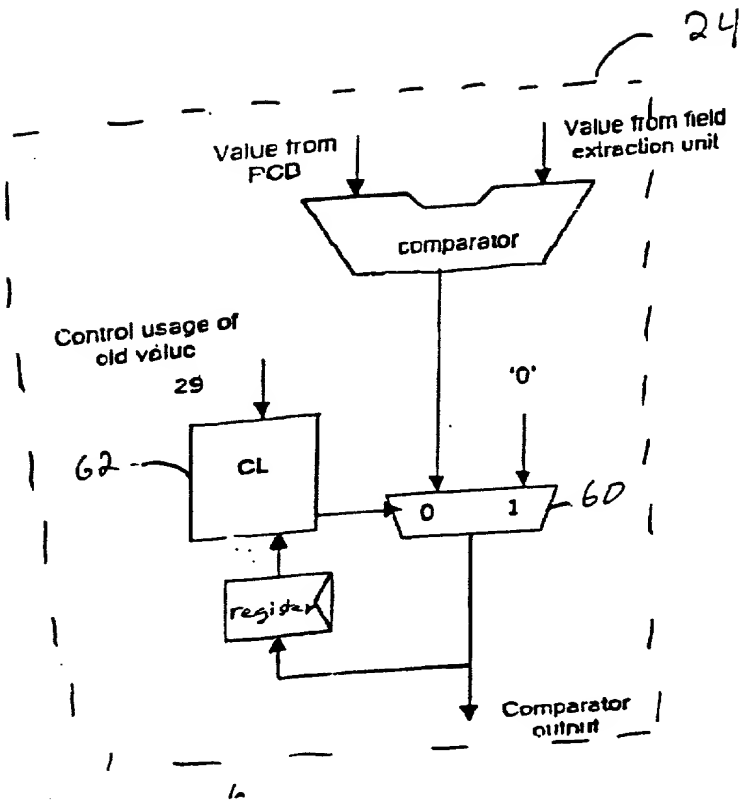 24
Value from
PCB
Value from field
extraction unit
comparator
Control usage of
old value
29
'0'
62
CL
0 1
60
register
Comparator
output